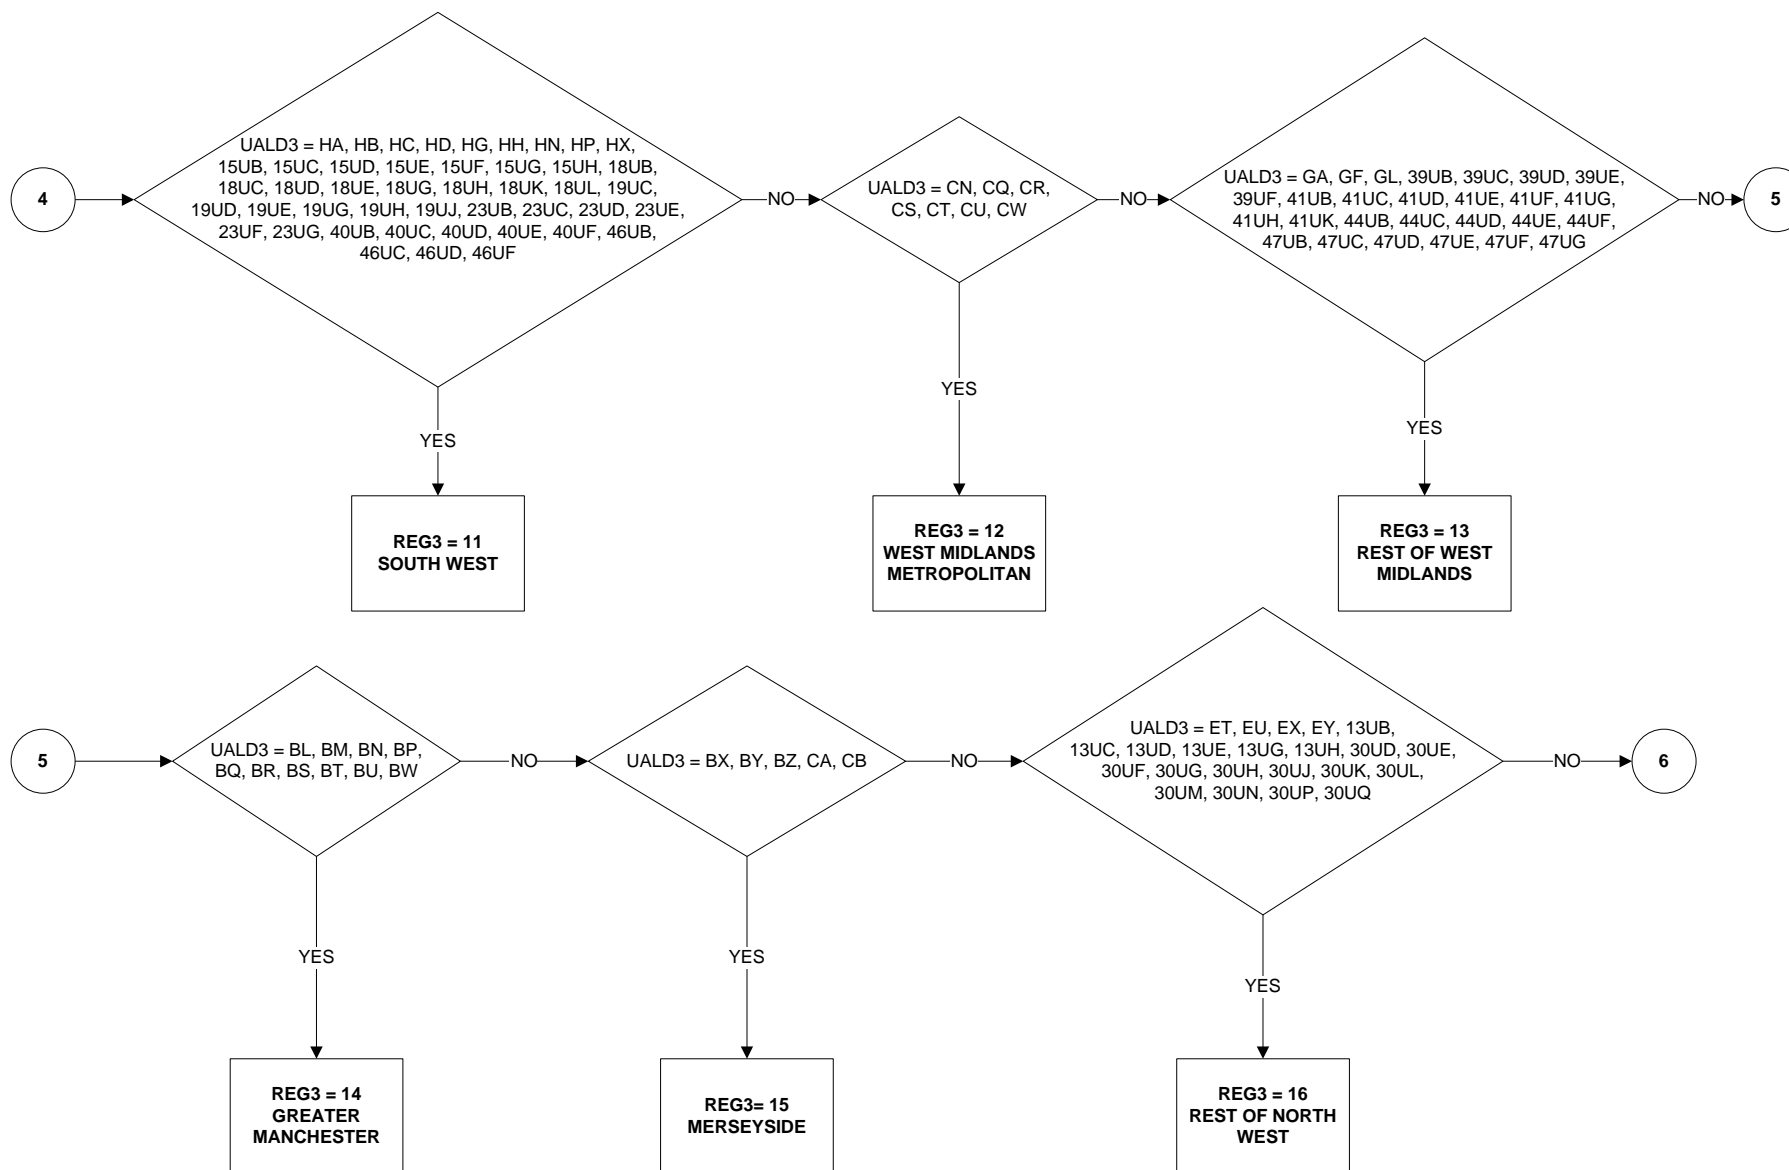 4
UALD3 = HA, HB, HC, HD, HG, HH, HN, HP, HX,
15UB, 15UC, 15UD, 15UE, 15UF, 15UG, 15UH, 18UB,
18UC, 18UD, 18UE, 18UG, 18UH, 18UK, 18UL, 19UC,
19UD, 19UE, 19UG, 19UH, 19UJ, 23UB, 23UC, 23UD, 23UE,
23UF, 23UG, 40UB, 40UC, 40UD, 40UE, 40UF, 46UB,
46UC, 46UD, 46UF
NO
UALD3 = CN, CQ, CR,
CS, CT, CU, CW
NO
UALD3 = GA, GF, GL, 39UB, 39UC, 39UD, 39UE,
39UF, 41UB, 41UC, 41UD, 41UE, 41UF, 41UG,
41UH, 41UK, 44UB, 44UC, 44UD, 44UE, 44UF,
47UB, 47UC, 47UD, 47UE, 47UF, 47UG
NO
5
YES
YES
YES
REG3 = 11
SOUTH WEST
REG3 = 12
WEST MIDLANDS
METROPOLITAN
REG3 = 13
REST OF WEST
MIDLANDS
5
UALD3 = BL, BM, BN, BP,
BQ, BR, BS, BT, BU, BW
NO
UALD3 = BX, BY, BZ, CA, CB
NO
UALD3 = ET, EU, EX, EY, 13UB,
13UC, 13UD, 13UE, 13UG, 13UH, 30UD, 30UE,
30UF, 30UG, 30UH, 30UJ, 30UK, 30UL,
30UM, 30UN, 30UP, 30UQ
NO
6
YES
YES
YES
REG3 = 14
GREATER
MANCHESTER
REG3= 15
MERSEYSIDE
REG3 = 16
REST OF NORTH
WEST